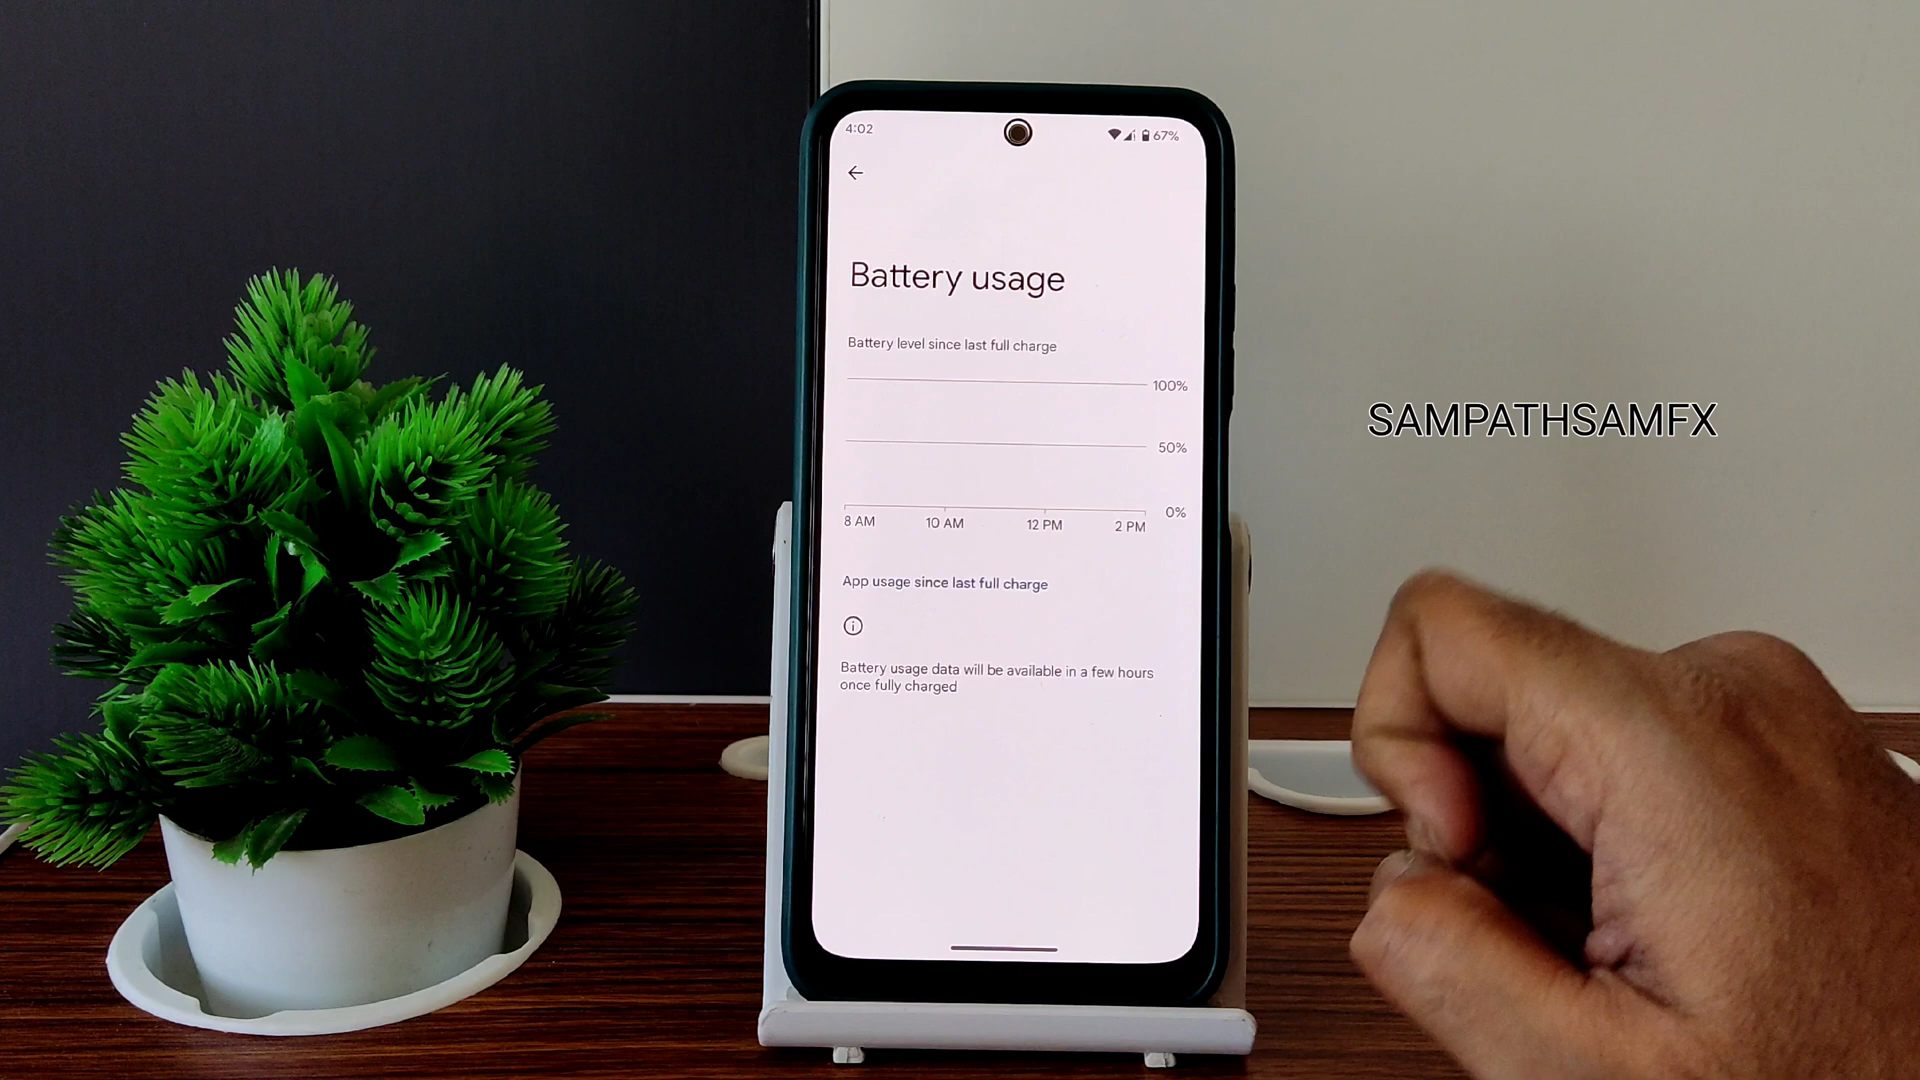 4:02
67%
Battery usage
Battery level since last full charge
100%
50%
0%
8 AM 10 AM 12 PM 2 PM
App usage since last full charge
Battery usage data will be available in a few hours
once fully charged
SAMPATHSAMFX